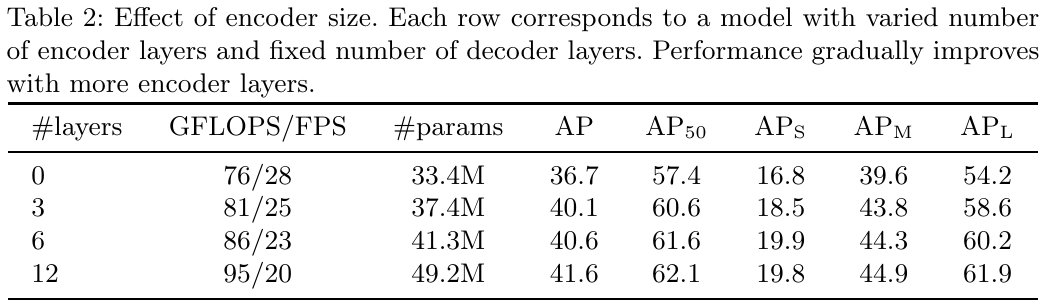 Table 2: Effect of encoder size. Each row corresponds to a model with varied number
of encoder layers and fixed number of decoder layers. Performance gradually improves
with more encoder layers.
#layers GFLOPS/FPS #params AP AP50 APS APM APL
0 76/28 33.4M 36.7 57.4 16.8 39.6 54.2
3 81/25 37.4M 40.1 60.6 18.5 43.8 58.6
6 86/23 41.3M 40.6 61.6 19.9 44.3 60.2
12 95/20 49.2M 41.6 62.1 19.8 44.9 61.9